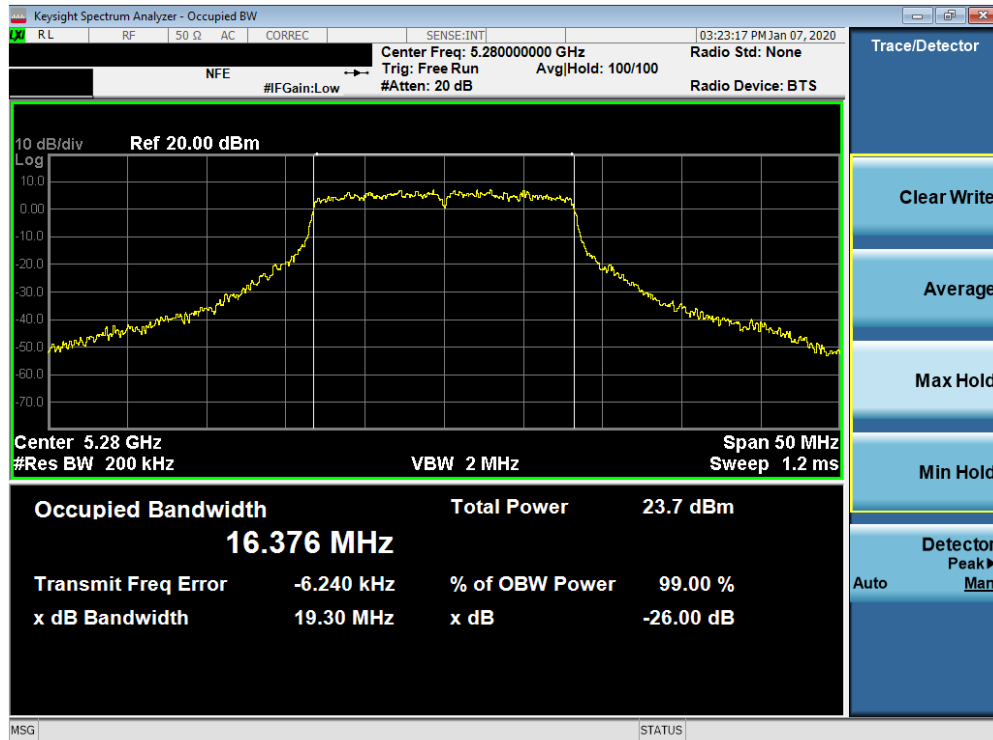 Keysight Spectrum Analyzer - Occupied BW
LXI RL RF 50 Ω AC CORREC SENSE:INT 03:23:17 PM Jan 07, 2020
Center Freq: 5.280000000 GHz Radio Std: None
NFE Trig: Free Run Avg|Hold: 100/100
#IFGain:Low #Atten: 20 dB Radio Device: BTS
10 dB/div Ref 20.00 dBm
Log
10.0
0.00
-10.0
-20.0
-30.0
-40.0
-50.0
-60.0
-70.0
Center 5.28 GHz Span 50 MHz
#Res BW 200 kHz VBW 2 MHz Sweep 1.2 ms
Occupied Bandwidth Total Power 23.7 dBm
16.376 MHz
Transmit Freq Error -6.240 kHz % of OBW Power 99.00 %
x dB Bandwidth 19.30 MHz x dB -26.00 dB
MSG STATUS
Trace/Detector
Clear Write
Average
Max Hold
Min Hold
Detector
Peak▶
Auto Man